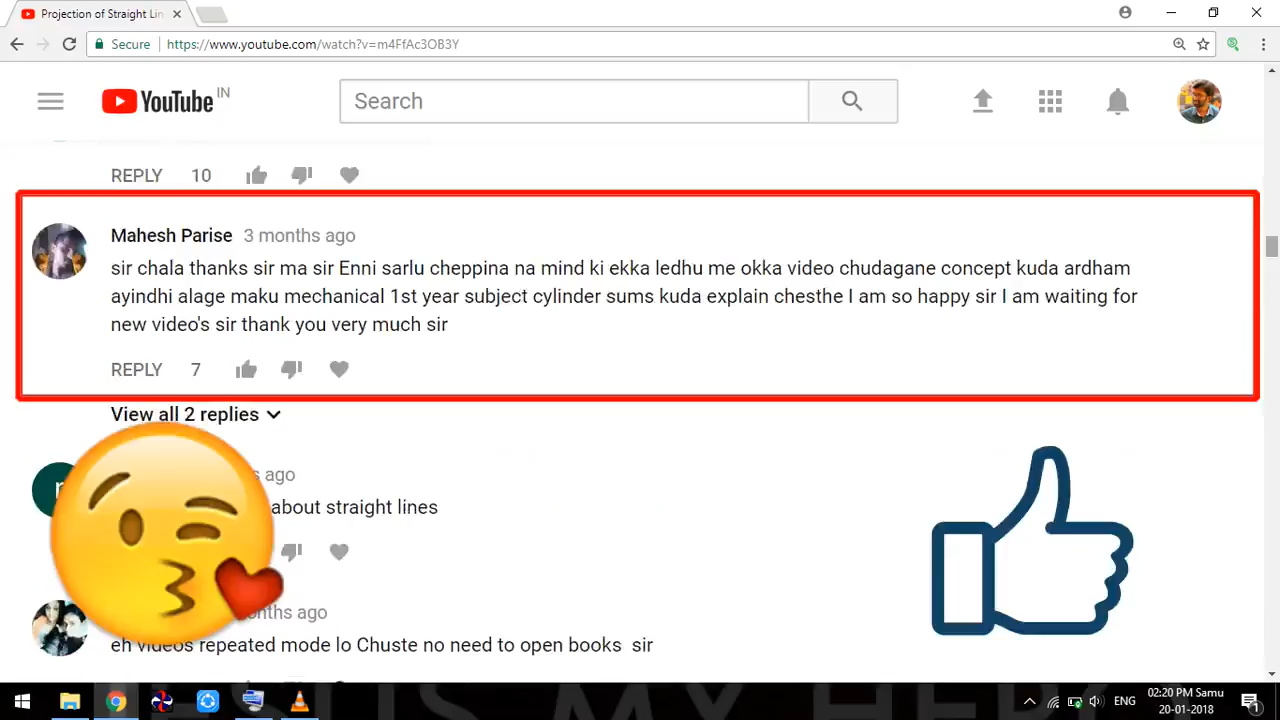 Projection of Straight Lin
Secure
https://www.youtube.com/watch?v=m4FfAc3OB3Y
YouTube IN
Search
REPLY 10
Mahesh Parise 3 months ago
sir chala thanks sir ma sir Enni sarlu cheppina na mind ki ekka ledhu me okka video chudagane concept kuda ardham
ayindhi alage maku mechanical 1st year subject cylinder sums kuda explain chesthe I am so happy sir I am waiting for
new video's sir thank you very much sir
REPLY 7
View all 2 replies
ago
about straight lines
ago
eh videos repeated mode lo Chuste no need to open books sir
IS MY HERO
ENG
02:20 PM Samu
20-01-2018
1